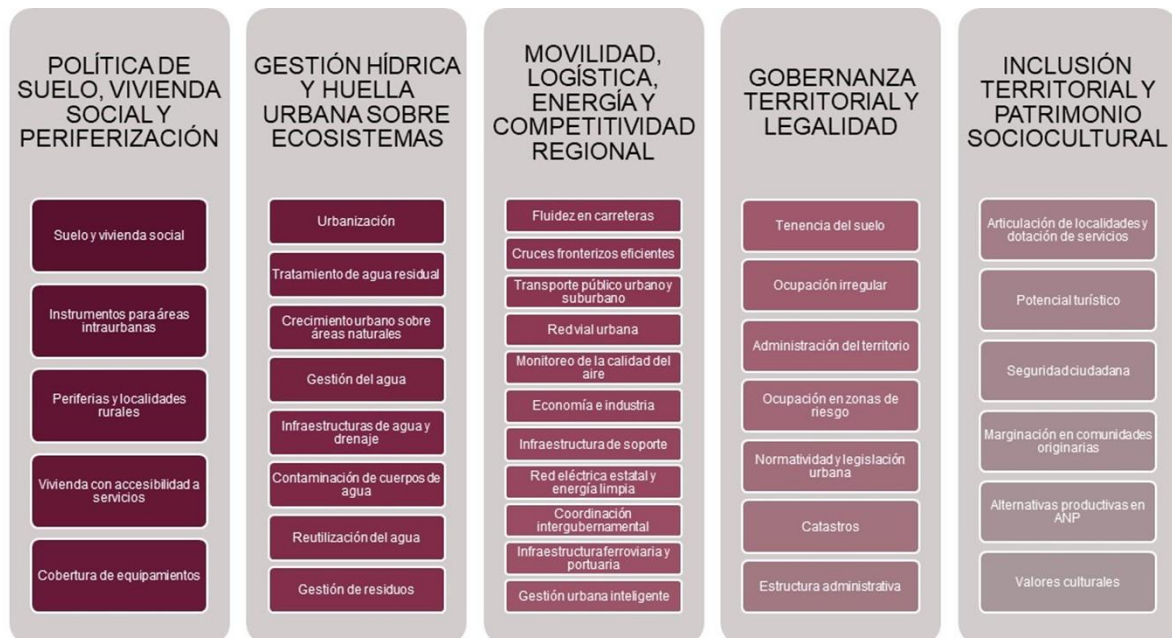 POLÍTICA DE
SUELO, VIVIENDA
SOCIAL Y
PERIFERIZACIÓN
Suelo y vivienda social
Instrumentos para áreas
intraurbanas
Periferias y localidades
rurales
Vivienda con accesibilidad a
servicios
Cobertura de equipamientos
GESTIÓN HÍDRICA
Y HUELLA
URBANA SOBRE
ECOSISTEMAS
Urbanización
Tratamiento de agua residual
Crecimiento urbano sobre
áreas naturales
Gestión del agua
Infraestructuras de agua y
drenaje
Contaminación de cuerpos de
agua
Reutilización del agua
Gestión de residuos
MOVILIDAD,
LOGÍSTICA,
ENERGÍA Y
COMPETITIVIDAD
REGIONAL
Fluidez en carreteras
Cruces fronterizos eficientes
Transporte público urbano y
suburbano
Red vial urbana
Monitoreo de la calidad del
aire
Economía e industria
Infraestructura de soporte
Red eléctrica estatal y
energía limpia
Coordinación
intergubernamental
Infraestructura ferroviaria y
portuaria
Gestión urbana inteligente
GOBERNANZA
TERRITORIAL Y
LEGALIDAD
Tenencia del suelo
Ocupación irregular
Administración del territorio
Ocupación en zonas de
riesgo
Normatividad y legislación
urbana
Catastros
Estructura administrativa
INCLUSIÓN
TERRITORIAL Y
PATRIMONIO
SOCIOCULTURAL
Articulación de localidades y
dotación de servicios
Potencial turístico
Seguridad ciudadana
Marginación en comunidades
originarias
Alternativas productivas en
ANP
Valores culturales